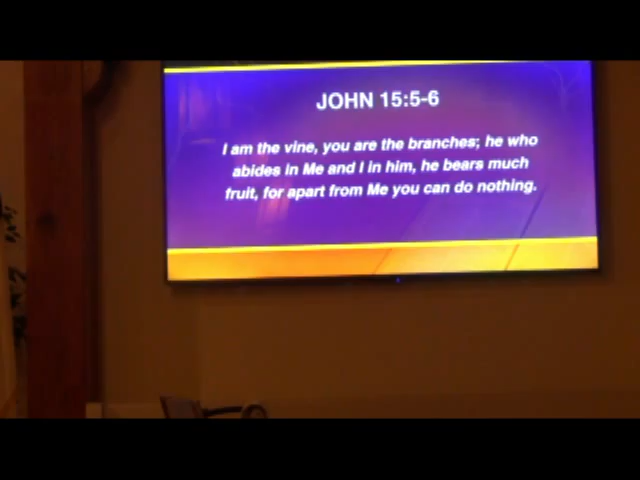 JOHN 15:5-6
I am the vine, you are the branches; he who
abides in Me and I in him, he bears much
fruit, for apart from Me you can do nothing.